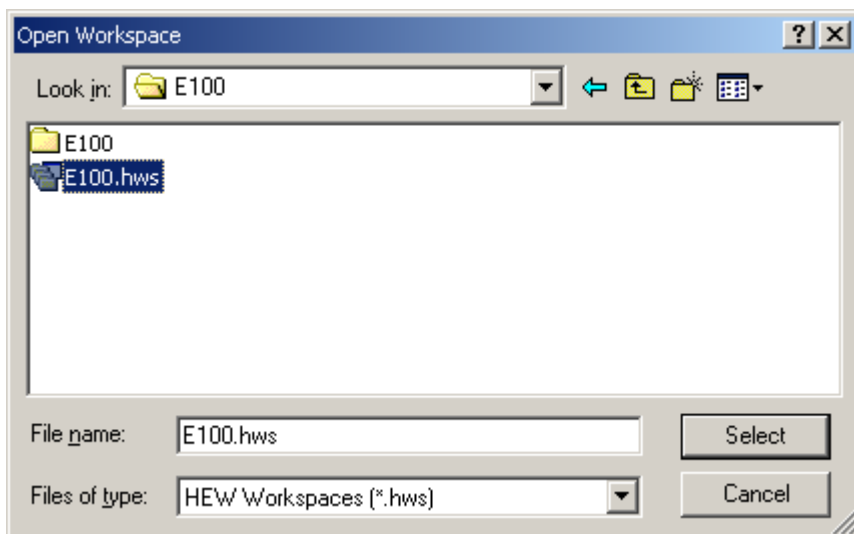 Open Workspace
Look in: E100
E100
E100.hws
File name: E100.hws Select
Files of type: HEW Workspaces (*.hws) Cancel